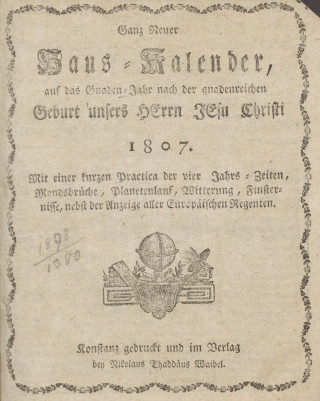 Ganz Neuer
Haus-Kalender,
auf das Gnaden-Jahr nach der gnadenreichen
Geburt unsers HErrn JEsu Christi
1807.
Mit einer kurzen Practica der vier Jahrs-Zeiten,
Mondsbrüche, Planetenlauf, Witterung, Finster-
nisse, nebst der Anzeige aller Europäischen Regenten.
1898
1380
Konstanz gedruckt und im Verlag
bey Nikolaus Thaddäus Waibel.